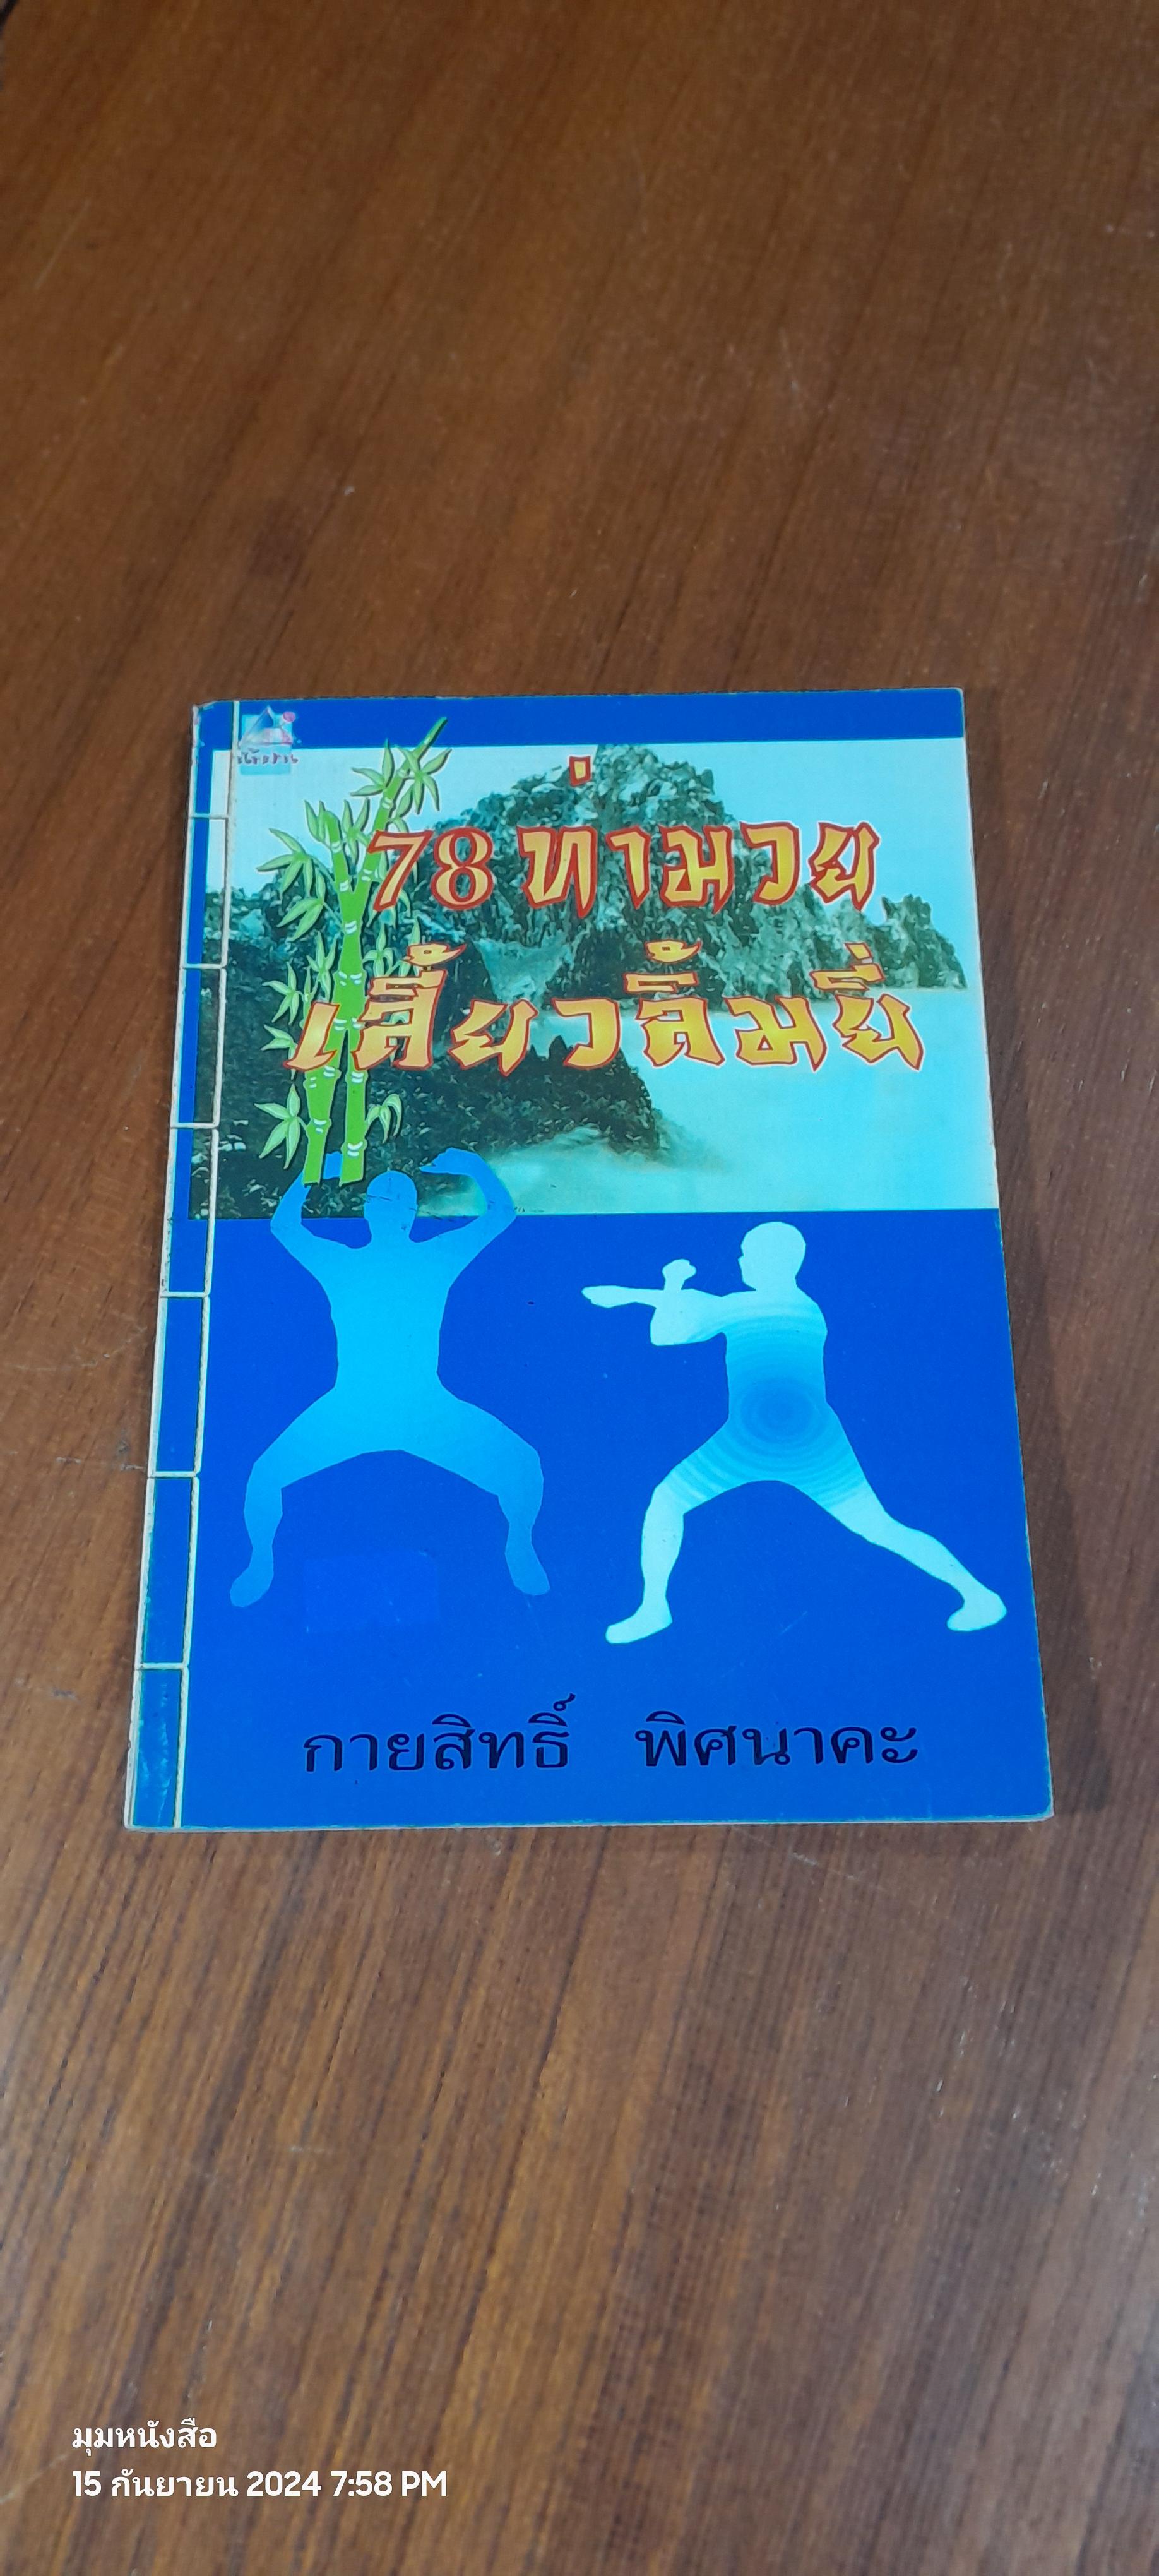 78 ท่ามวย
เสี้ยวลิ้มยี่
กายสิทธิ์ พิศนาคะ
มุมหนังสือ
15 กันยายน 2024 7:58 PM